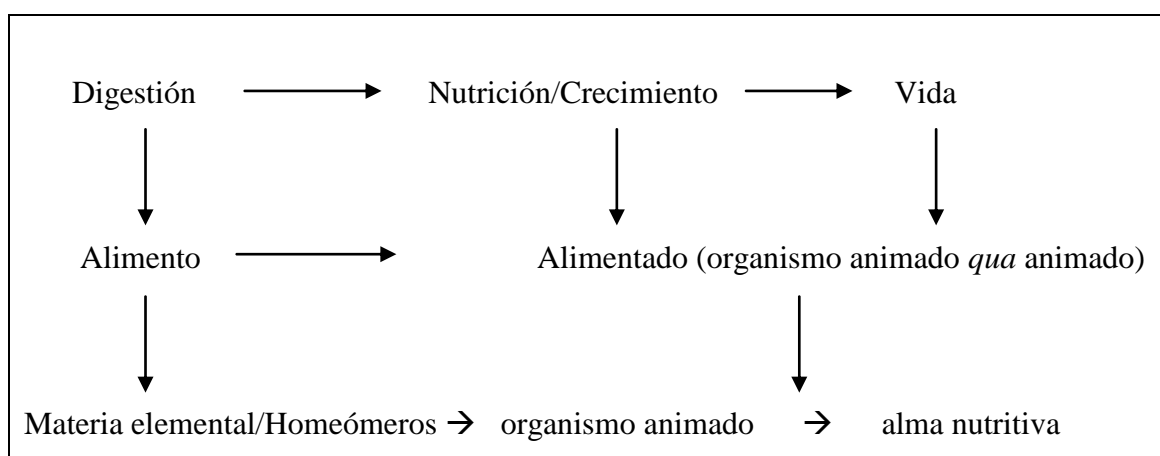 Digestión Nutrición/Crecimiento Vida
Alimento Alimentado (organismo animado qua animado)
Materia elemental/Homeómeros → organismo animado → alma nutritiva